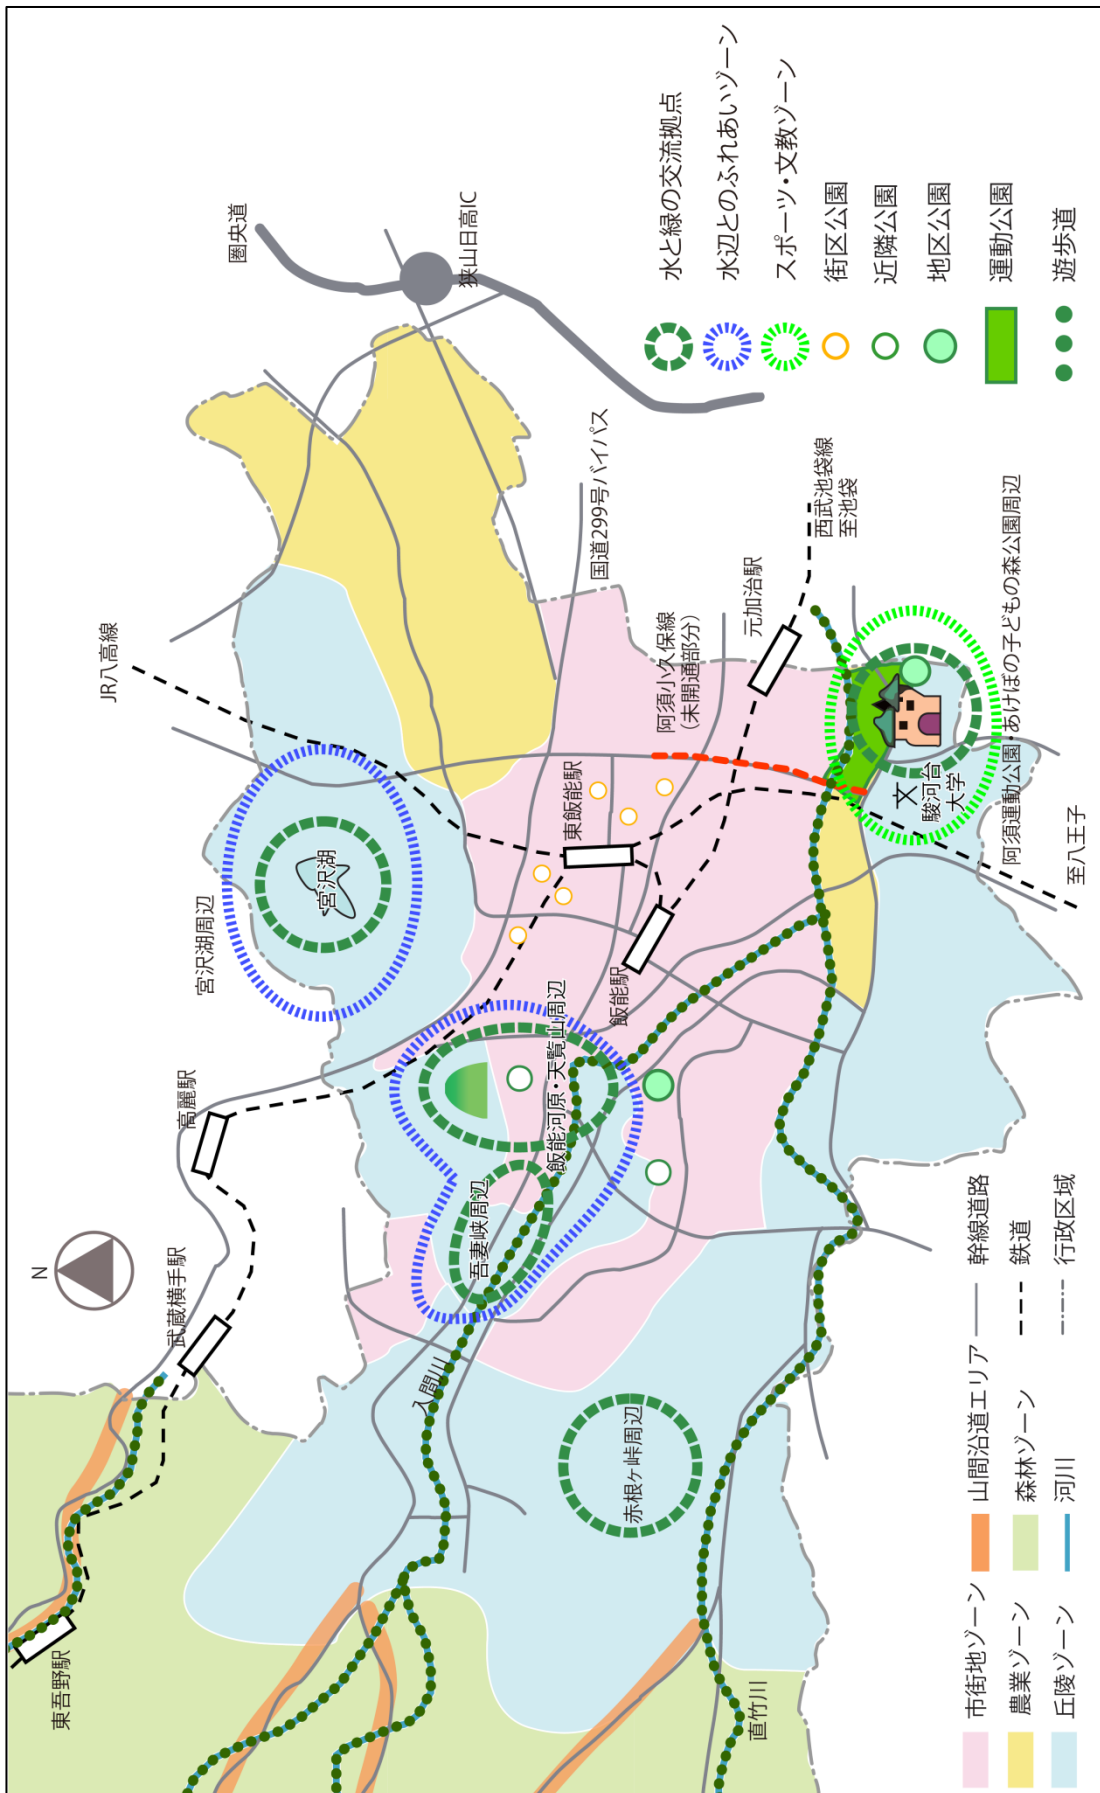 N
東吾野駅
武蔵横手駅
高麗駅
JR八高線
圏央道
狭山日高IC
宮沢湖周辺
宮沢湖
国道299号バイパス
東飯能駅
阿須小久保線
(未開通部分)
元加治駅
西武池袋線
至池袋
飯能駅
飯能河原・天覧山周辺
吾妻峡周辺
入間川
赤根ヶ峠周辺
直竹川
文
駿河台
大学
阿須運動公園・あけぼの子どもの森公園周辺
至八王子
水と緑の交流拠点
水辺とのふれあいゾーン
スポーツ・文教ゾーン
街区公園
近隣公園
地区公園
運動公園
遊歩道
市街地ゾーン
農業ゾーン
丘陵ゾーン
山間沿道エリア
森林ゾーン
河川
幹線道路
鉄道
行政区域